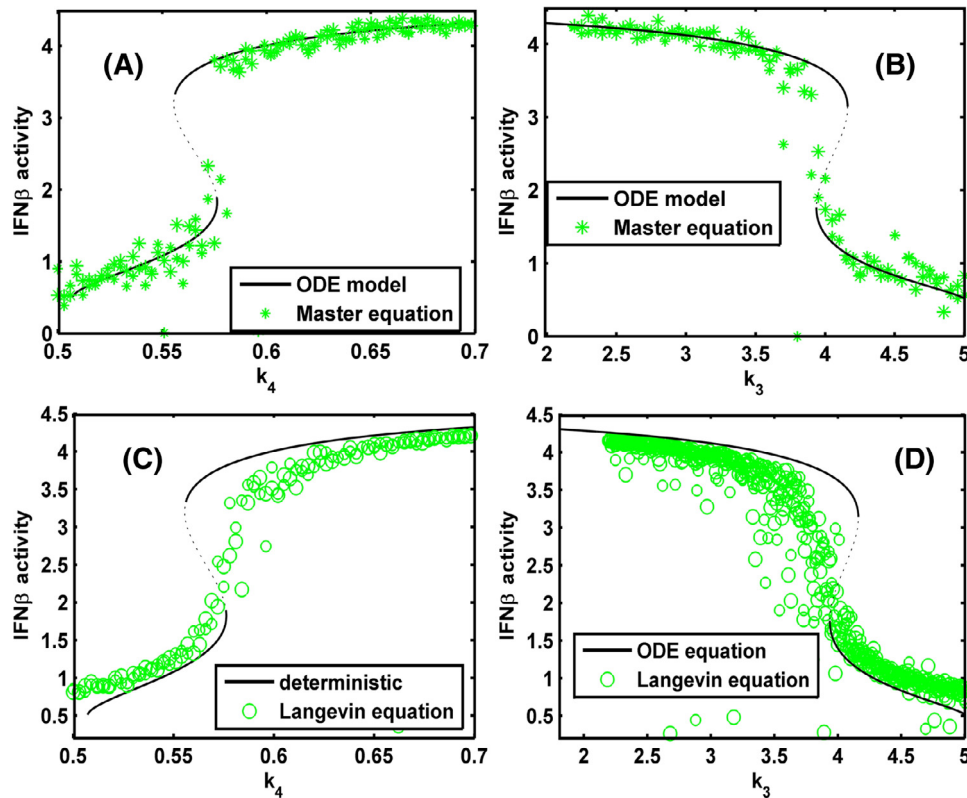 (A)
IFNβ activity
4
3
2
1
0
0.5 0.55 0.6 0.65 0.7
k4
ODE model
Master equation
(B)
IFNβ activity
4
3
2
1
0
2 2.5 3 3.5 4 4.5 5
k3
ODE model
Master equation
(C)
IFNβ activity
4.5
4
3.5
3
2.5
2
1.5
1
0.5
0.5 0.55 0.6 0.65 0.7
k4
deterministic
Langevin equation
(D)
IFNβ activity
4.5
4
3.5
3
2.5
2
1.5
1
0.5
2 2.5 3 3.5 4 4.5 5
k3
ODE equation
Langevin equation